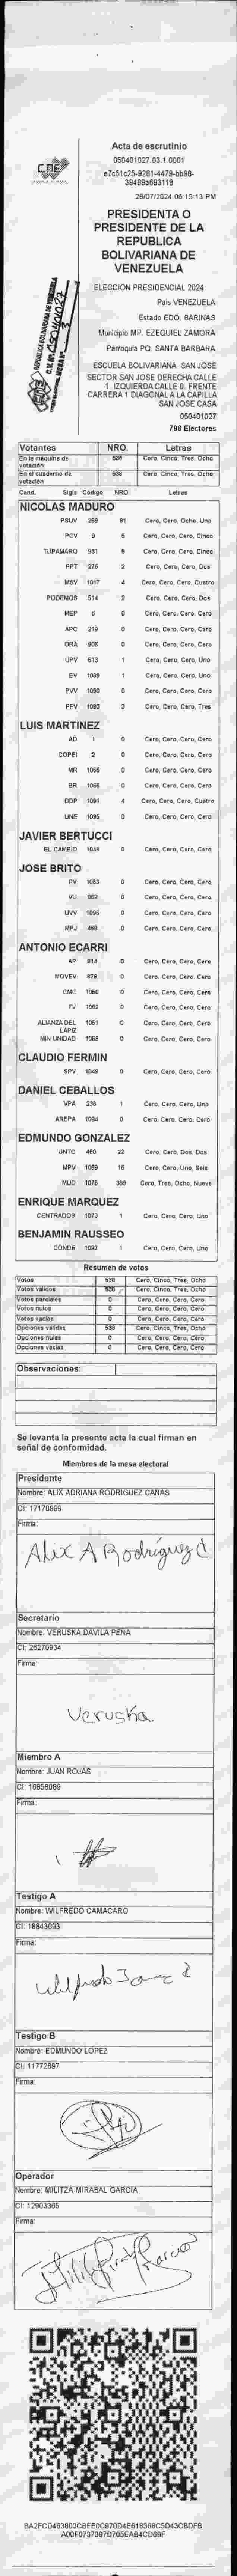 Acta de escrutinio
050401027.03.1.0001
e7c51c25-9281-4479-bb98-
39489a693118
28/07/2024 06:15:13 PM
CNE
PRESIDENTA O
PRESIDENTE DE LA
REPUBLICA
BOLIVARIANA DE
VENEZUELA
ELECCIÓN PRESIDENCIAL 2024
País VENEZUELA
Estado EDO. BARINAS
Municipio MP. EZEQUIEL ZAMORA
Parroquia PQ. SANTA BARBARA
ESCUELA BOLIVARIANA SAN JOSE
SECTOR SAN JOSE DERECHA CALLE
1. IZQUIERDA CALLE 0. FRENTE
CARRERA 1 DIAGONAL A LA CAPILLA
SAN JOSE CASA
050401027
798 Electores
Votantes NRO. Letras
En la máquina de votación 538 Cero, Cinco, Tres, Ocho
En el cuaderno de votación 538 Cero, Cinco, Tres, Ocho
Cand. Sigla Código NRO Letras
NICOLAS MADURO
PSUV 269 81 Cero, Cero, Ocho, Uno
PCV 9 5 Cero, Cero, Cero, Cinco
TUPAMARO 931 5 Cero, Cero, Cero, Cinco
PPT 276 2 Cero, Cero, Cero, Dos
MSV 1017 4 Cero, Cero, Cero, Cuatro
PODEMOS 514 2 Cero, Cero, Cero, Dos
MEP 6 0 Cero, Cero, Cero, Cero
APC 219 0 Cero, Cero, Cero, Cero
ORA 906 0 Cero, Cero, Cero, Cero
UPV 513 1 Cero, Cero, Cero, Uno
EV 1089 1 Cero, Cero, Cero, Uno
PVV 1090 0 Cero, Cero, Cero, Cero
PFV 1093 3 Cero, Cero, Cero, Tres
LUIS MARTINEZ
AD 1 0 Cero, Cero, Cero, Cero
COPEI 2 0 Cero, Cero, Cero, Cero
MR 1065 0 Cero, Cero, Cero, Cero
BR 1066 0 Cero, Cero, Cero, Cero
DDP 1091 4 Cero, Cero, Cero, Cuatro
UNE 1095 0 Cero, Cero, Cero, Cero
JAVIER BERTUCCI
EL CAMBIO 1046 0 Cero, Cero, Cero, Cero
JOSE BRITO
PV 1053 0 Cero, Cero, Cero, Cero
VU 968 0 Cero, Cero, Cero, Cero
UVV 1096 0 Cero, Cero, Cero, Cero
MPJ 459 0 Cero, Cero, Cero, Cero
ANTONIO ECARRI
AP 914 0 Cero, Cero, Cero, Cero
MOVEV 978 0 Cero, Cero, Cero, Cero
CMC 1060 0 Cero, Cero, Cero, Cero
FV 1062 0 Cero, Cero, Cero, Cero
ALIANZA DEL LAPIZ 1051 0 Cero, Cero, Cero, Cero
MIN UNIDAD 1069 0 Cero, Cero, Cero, Cero
CLAUDIO FERMIN
SPV 1049 0 Cero, Cero, Cero, Cero
DANIEL CEBALLOS
VPA 256 1 Cero, Cero, Cero, Uno
AREPA 1094 0 Cero, Cero, Cero, Cero
EDMUNDO GONZALEZ
UNTC 480 22 Cero, Cero, Dos, Dos
MPV 1069 16 Cero, Cero, Uno, Seis
MUD 1075 389 Cero, Tres, Ocho, Nueve
ENRIQUE MARQUEZ
CENTRADOS 1073 1 Cero, Cero, Cero, Uno
BENJAMIN RAUSSEO
CONDE 1092 1 Cero, Cero, Cero, Uno
Resumen de votos
Votos 538 Cero, Cinco, Tres, Ocho
Votos válidos 538 Cero, Cinco, Tres, Ocho
Votos parciales 0 Cero, Cero, Cero, Cero
Votos nulos 0 Cero, Cero, Cero, Cero
Votos vacíos 0 Cero, Cero, Cero, Cero
Opciones válidas 538 Cero, Cinco, Tres, Ocho
Opciones nulas 0 Cero, Cero, Cero, Cero
Opciones vacías 0 Cero, Cero, Cero, Cero
Observaciones:
Se levanta la presente acta la cual firman en
señal de conformidad.
Miembros de la mesa electoral
Presidente
Nombre: ALIX ADRIANA RODRIGUEZ CAÑAS
CI: 17170999
Firma:
Alix A Rodríguez C
Secretario
Nombre: VERUSKA DAVILA PEÑA
CI: 26270934
Firma:
Veruska
Miembro A
Nombre: JUAN ROJAS
CI: 16656069
Firma:
Testigo A
Nombre: WILFREDO CAMACARO
CI: 18843093
Firma:
Testigo B
Nombre: EDMUNDO LOPEZ
CI: 11772697
Firma:
Operador
Nombre: MILITZA MIRABAL GARCIA
CI: 12903365
Firma:
BA2FCD463803C8FE0C970D4E618368C5D43CBDFB
A00F0737397D705EAB4CD69F